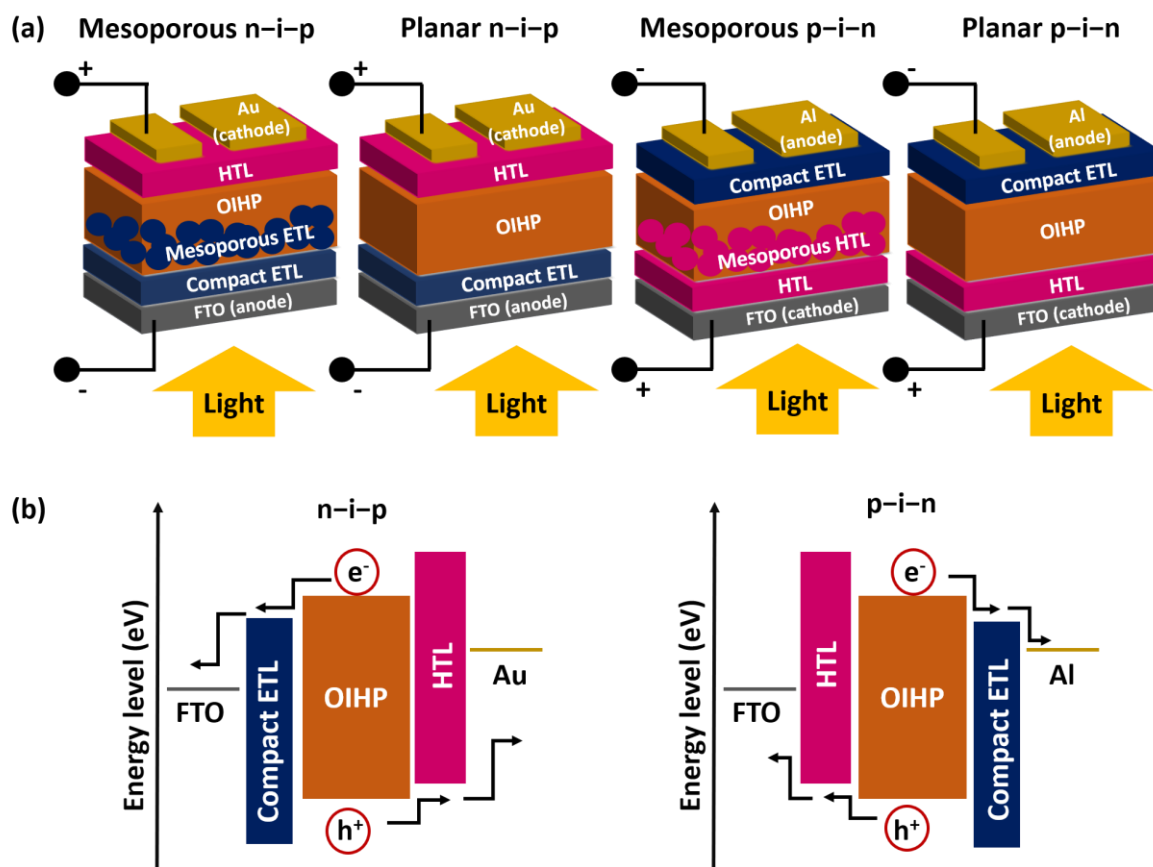 (a)
Mesoporous n–i–p
Planar n–i–p
Mesoporous p–i–n
Planar p–i–n
+
Au
(cathode)
HTL
OIHP
Mesoporous ETL
Compact ETL
FTO (anode)
-
Light
+
Au
(cathode)
HTL
OIHP
Compact ETL
FTO (anode)
-
Light
-
Al
(anode)
Compact ETL
OIHP
Mesoporous HTL
HTL
FTO (cathode)
+
Light
-
Al
(anode)
Compact ETL
OIHP
HTL
FTO (cathode)
+
Light
(b)
n–i–p
Energy level (eV)
FTO
Compact ETL
e-
OIHP
h+
HTL
Au
p–i–n
Energy level (eV)
FTO
HTL
e-
OIHP
h+
Compact ETL
Al